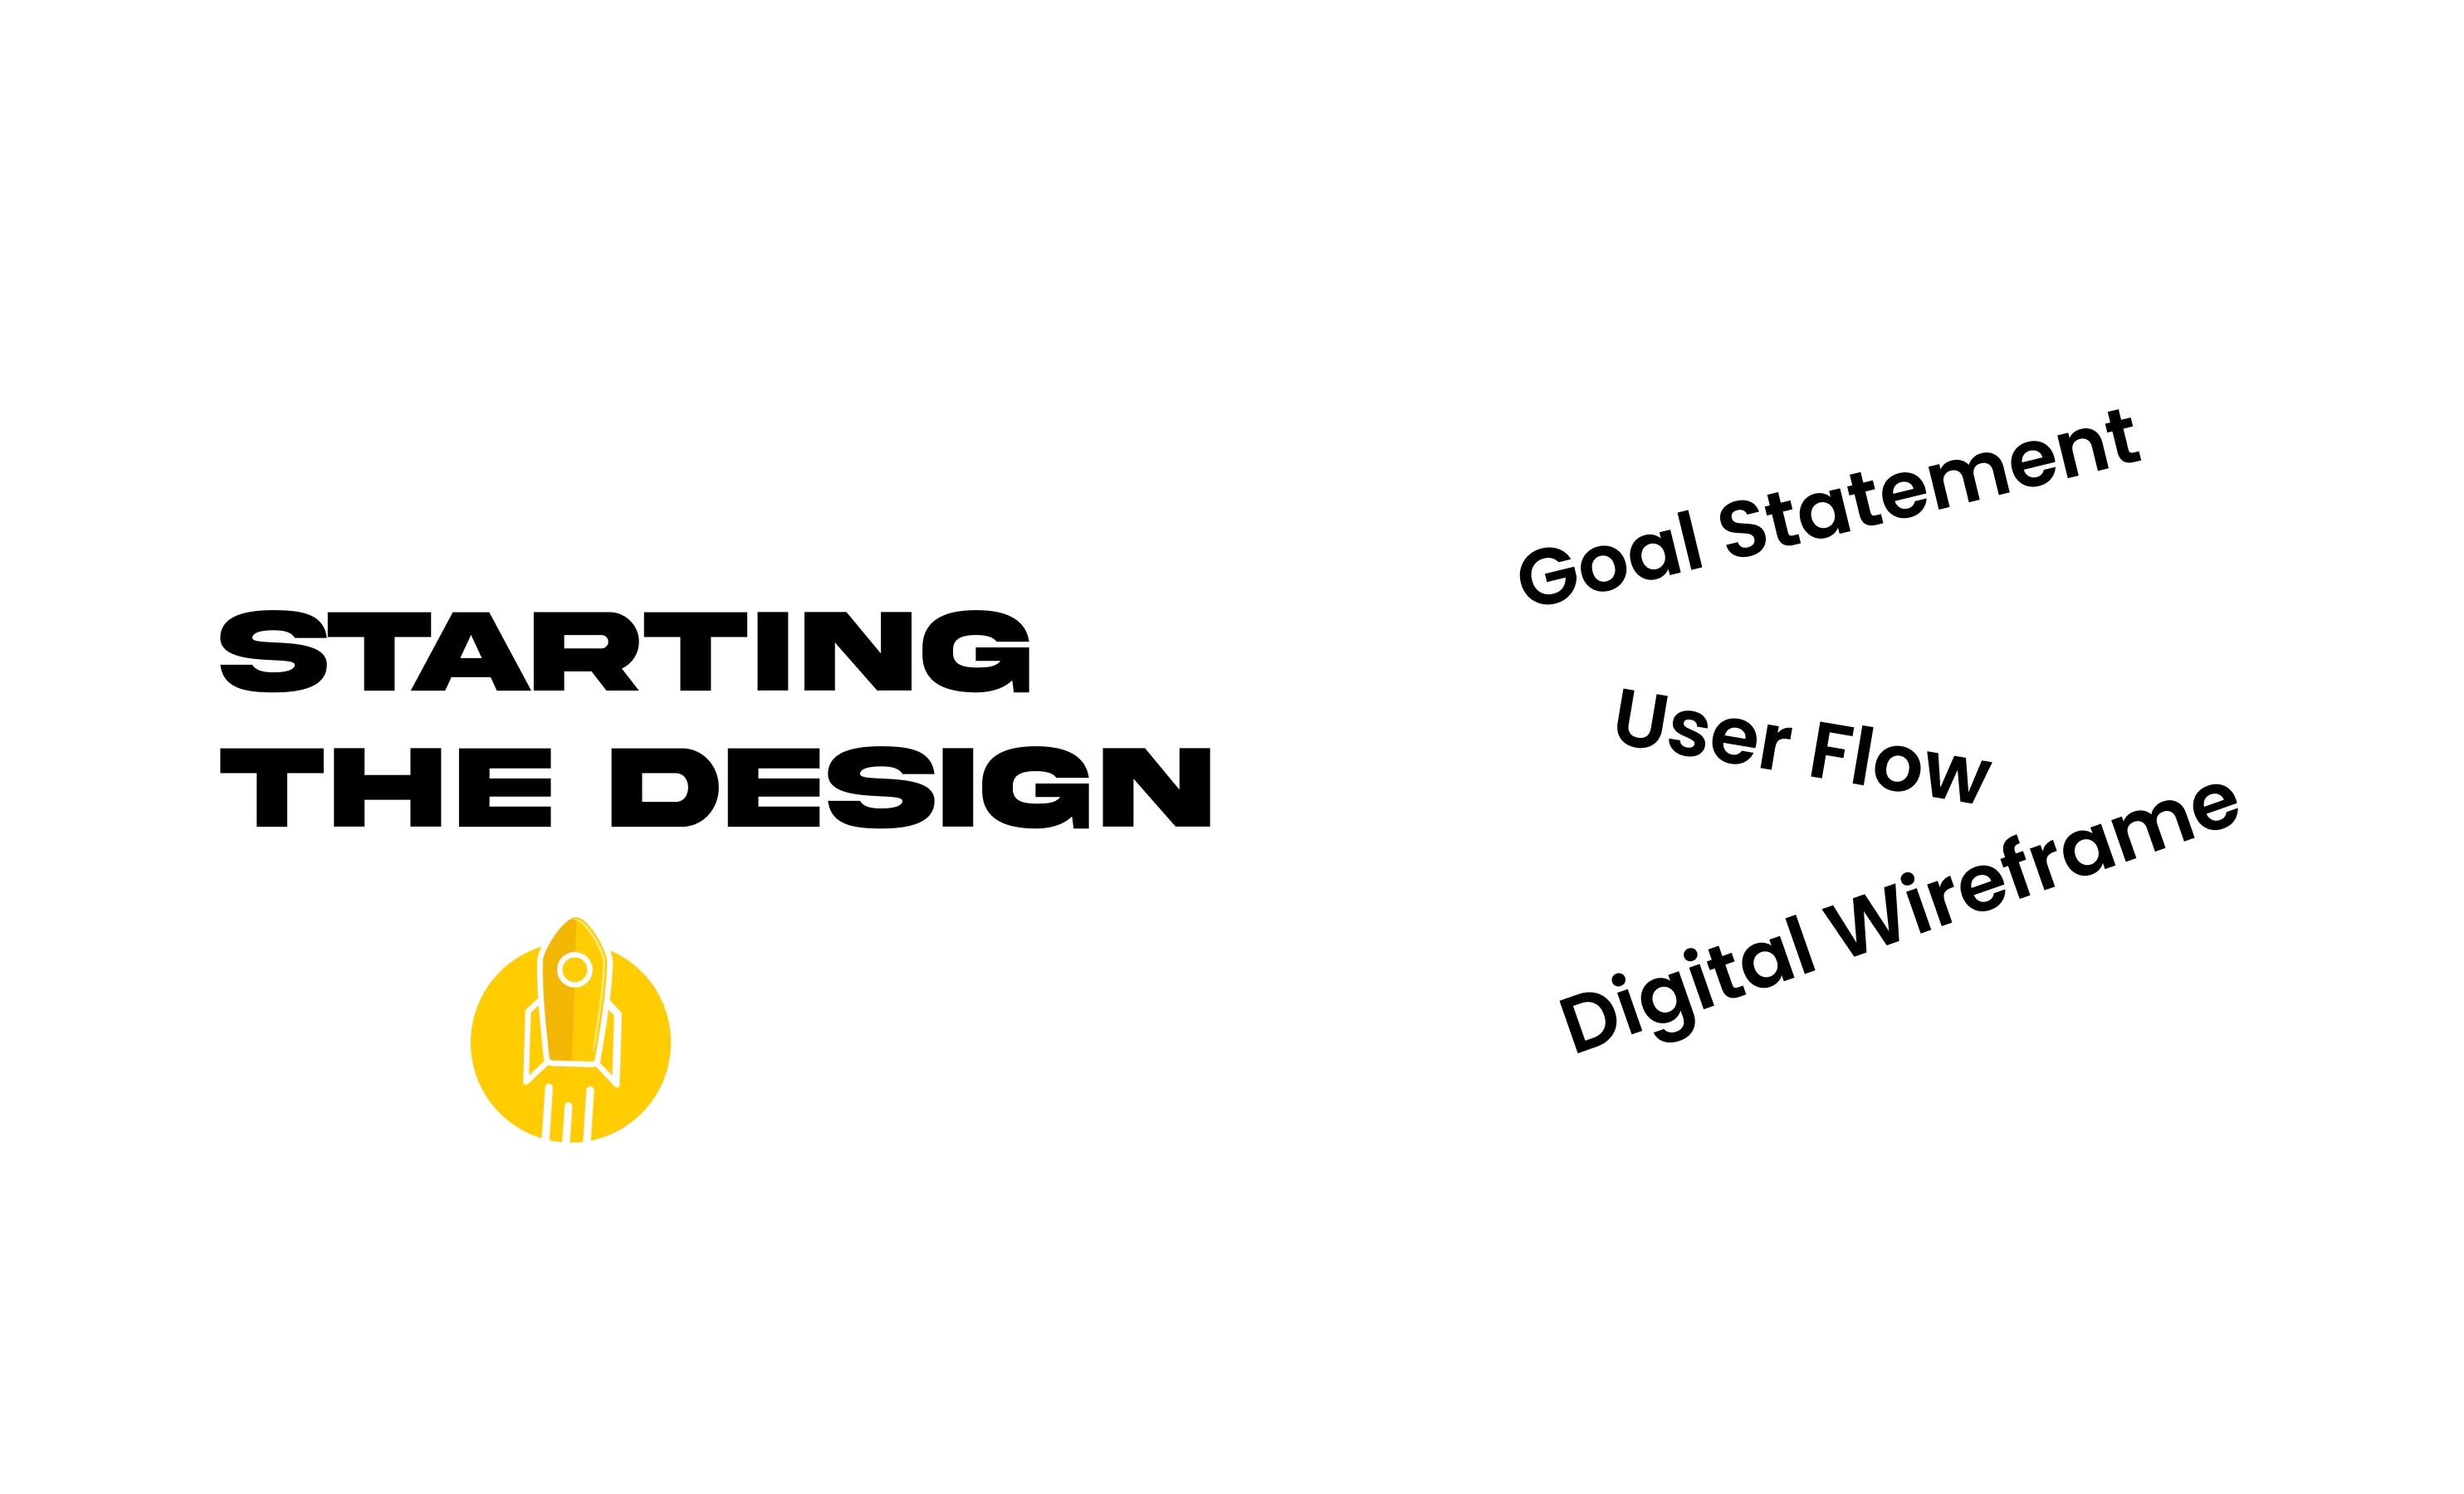 STARTING
THE DESIGN
Goal Statement
User Flow
Digital Wireframe